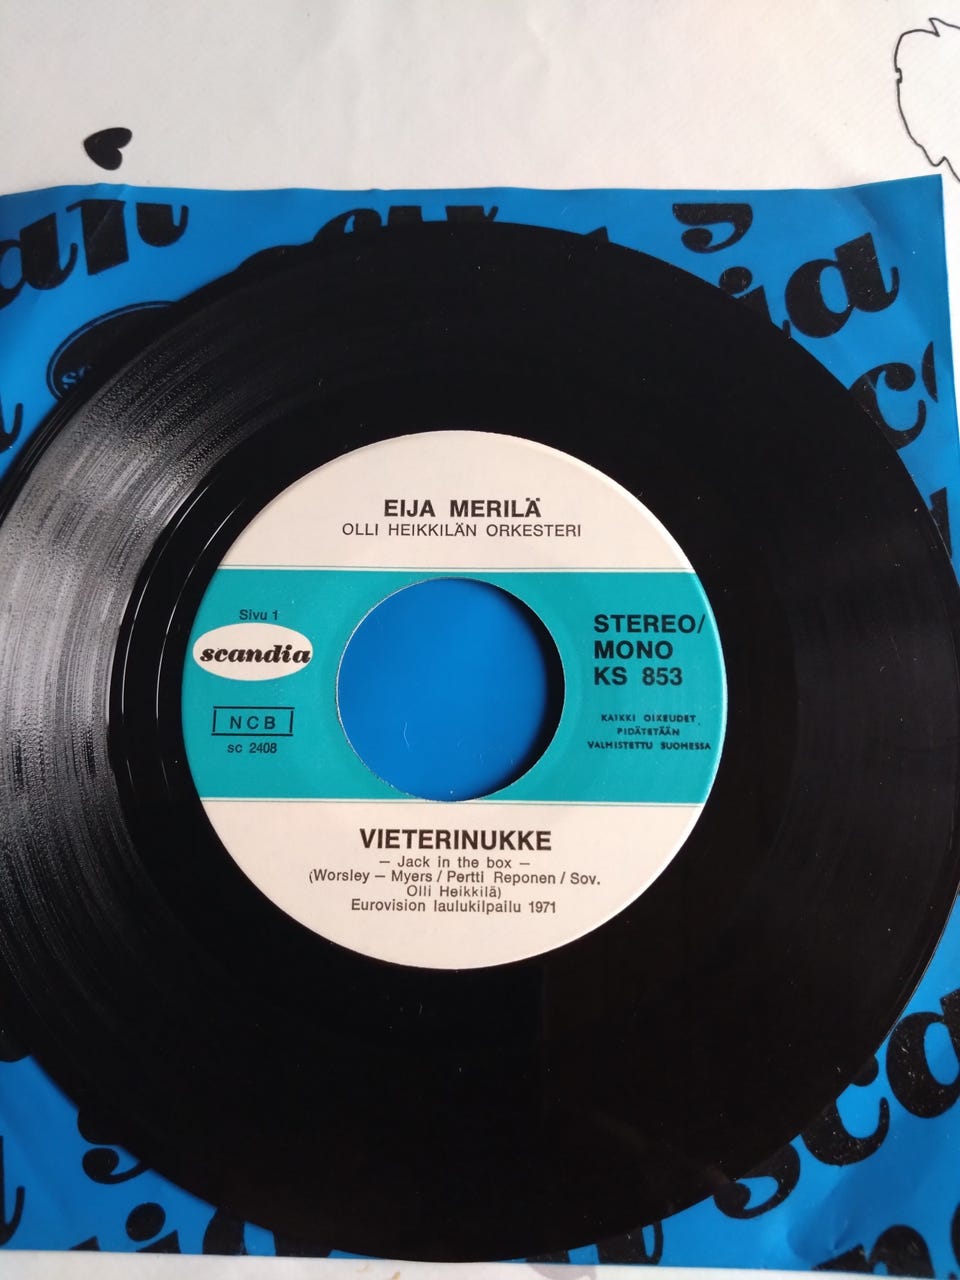 EIJA MERILÄ
OLLI HEIKKILÄN ORKESTERI
Sivu 1
scandia
NCB
sc 2408
STEREO/
MONO
KS 853
KAIKKI OIKEUDET
PIDÄTETÄÄN
VALMISTETTU SUOMESSA
VIETERINUKKE
— Jack in the box —
(Worsley — Myers / Pertti Reponen / Sov.
Olli Heikkilä)
Eurovision laulukilpailu 1971